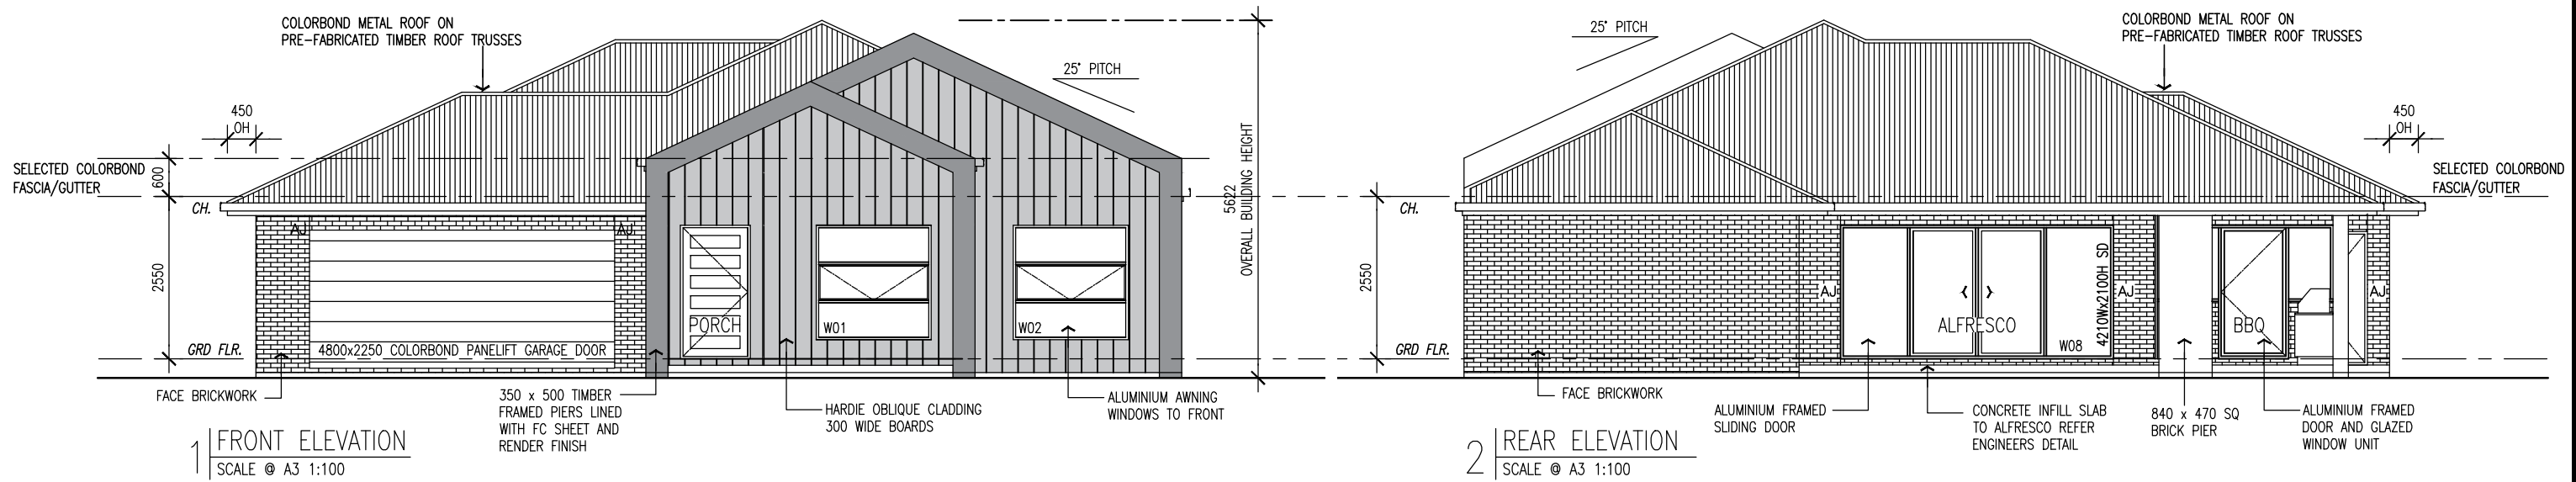 COLORBOND METAL ROOF ON
PRE-FABRICATED TIMBER ROOF TRUSSES
25° PITCH
450
OH
SELECTED COLORBOND
FASCIA/GUTTER
600
CH.
2550
GRD FLR.
AJ
AJ
4800x2250 COLORBOND PANELIFT GARAGE DOOR
PORCH
W01
W02
5622
OVERALL BUILDING HEIGHT
FACE BRICKWORK
350 x 500 TIMBER
FRAMED PIERS LINED
WITH FC SHEET AND
RENDER FINISH
HARDIE OBLIQUE CLADDING
300 WIDE BOARDS
ALUMINIUM AWNING
WINDOWS TO FRONT
1
FRONT ELEVATION
SCALE @ A3 1:100
25° PITCH
COLORBOND METAL ROOF ON
PRE-FABRICATED TIMBER ROOF TRUSSES
450
OH
SELECTED COLORBOND
FASCIA/GUTTER
CH.
2550
GRD FLR.
AJ
ALFRESCO
W08
4210Wx2100H SD
AJ
BBQ
AJ
FACE BRICKWORK
ALUMINIUM FRAMED
SLIDING DOOR
CONCRETE INFILL SLAB
TO ALFRESCO REFER
ENGINEERS DETAIL
840 x 470 SQ
BRICK PIER
ALUMINIUM FRAMED
DOOR AND GLAZED
WINDOW UNIT
2
REAR ELEVATION
SCALE @ A3 1:100